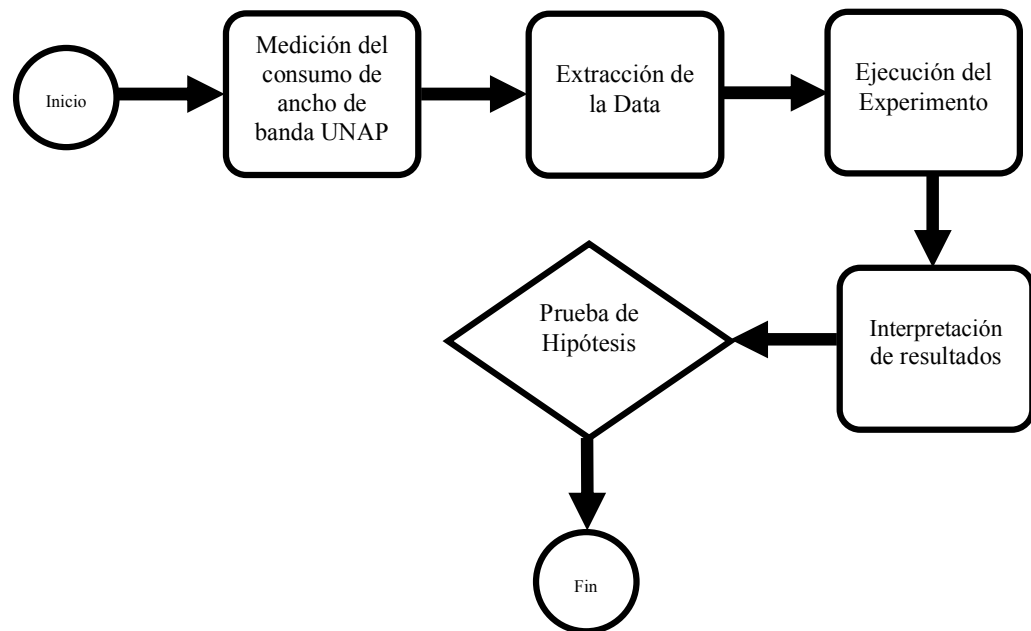 Inicio
Medición del
consumo de
ancho de
banda UNAP
Extracción de
la Data
Ejecución del
Experimento
Interpretación
de resultados
Prueba de
Hipótesis
Fin